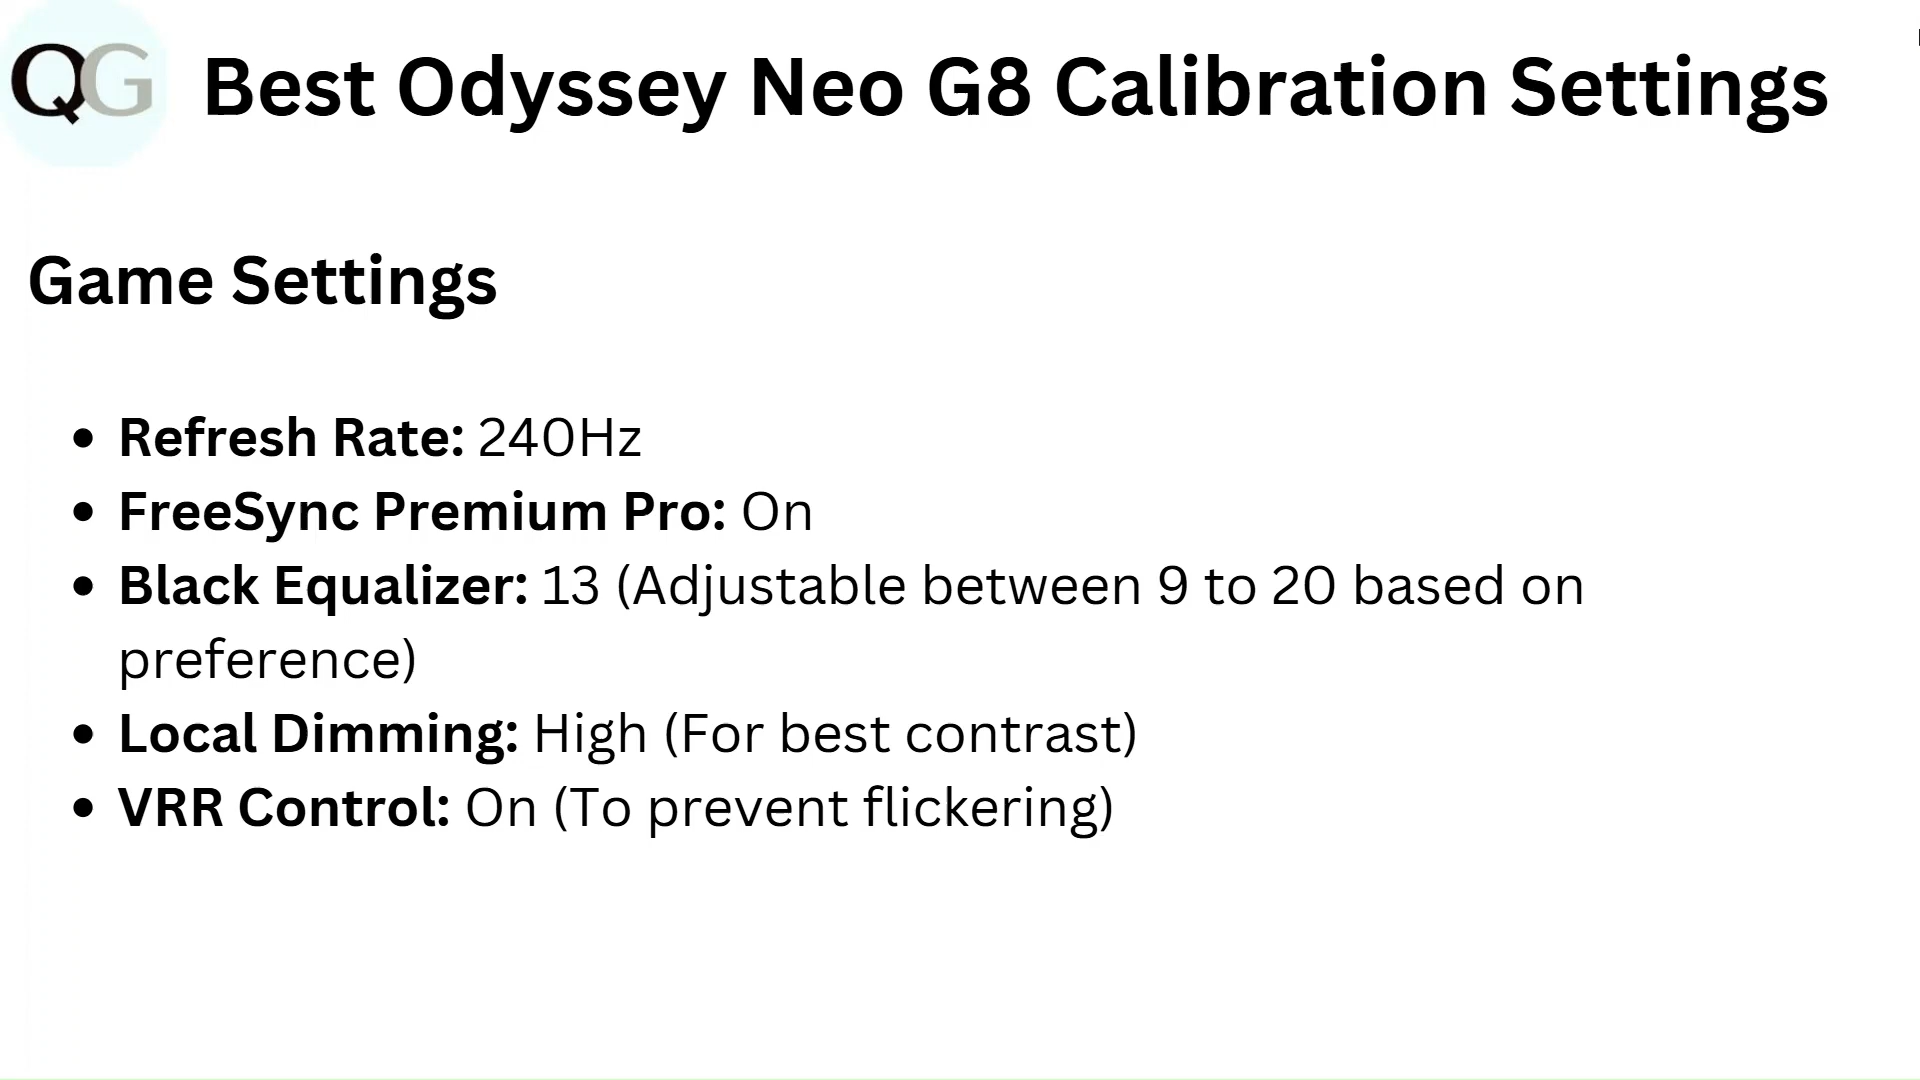 QG
Best Odyssey Neo G8 Calibration Settings
Game Settings
• Refresh Rate: 240Hz
• FreeSync Premium Pro: On
• Black Equalizer: 13 (Adjustable between 9 to 20 based on
preference)
• Local Dimming: High (For best contrast)
• VRR Control: On (To prevent flickering)